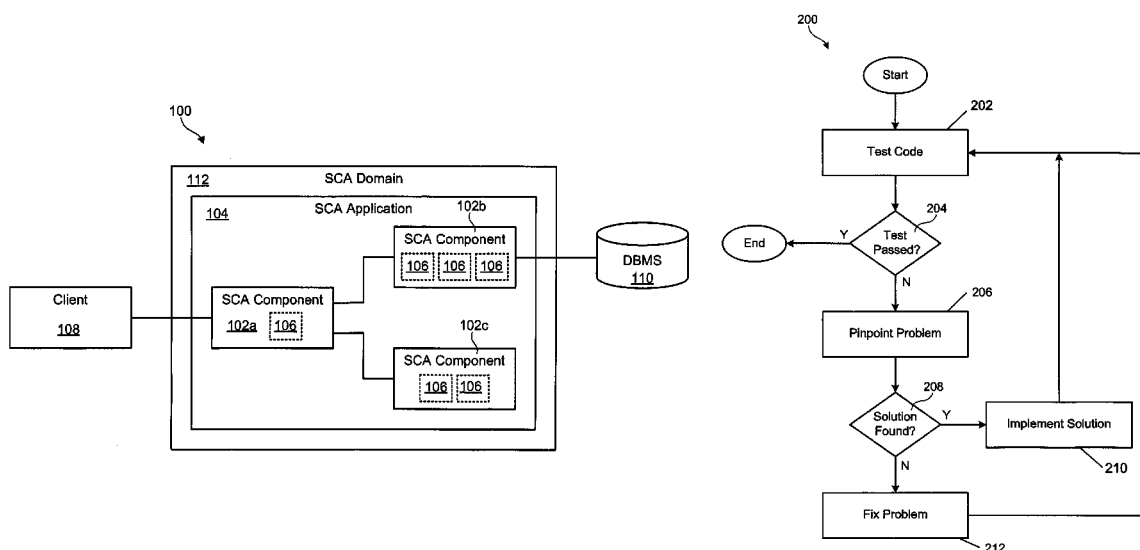 100
112
SCA Domain
104
SCA Application
102b
SCA Component
106 106 106
DBMS
110
Client
108
SCA Component
102a 106
102c
SCA Component
106 106
200
Start
202
Test Code
204
Test
Passed?
Y
End
N
206
Pinpoint Problem
208
Solution
Found?
Y
Implement Solution
210
N
Fix Problem
212